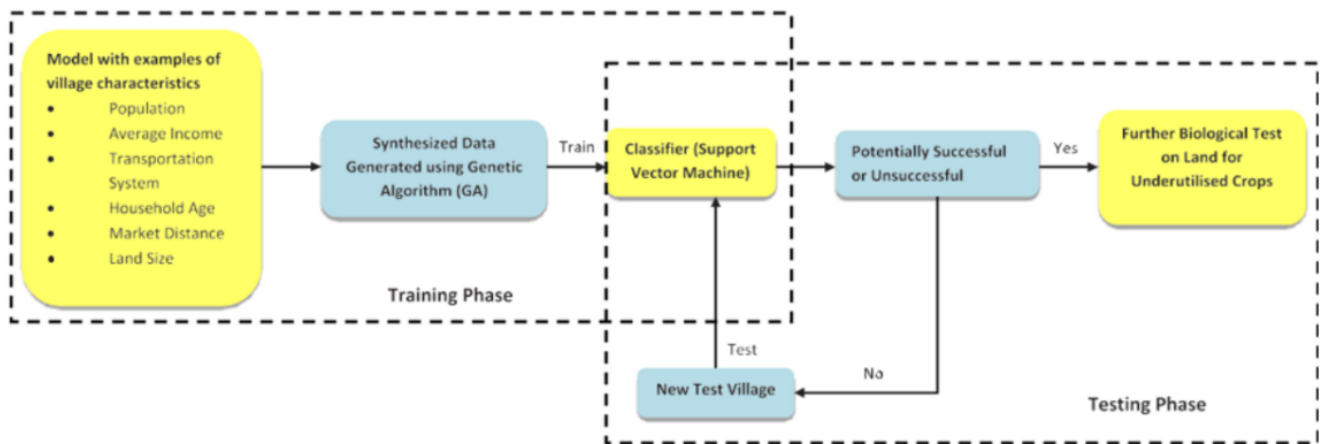 Model with examples of
village characteristics
• Population
• Average Income
• Transportation
System
• Household Age
• Market Distance
• Land Size
Synthesized Data
Generated using Genetic
Algorithm (GA)
Train
Classifier (Support
Vector Machine)
Potentially Successful
or Unsuccessful
Yes
Further Biological Test
on Land for
Underutilised Crops
Training Phase
Test
No
New Test Village
Testing Phase